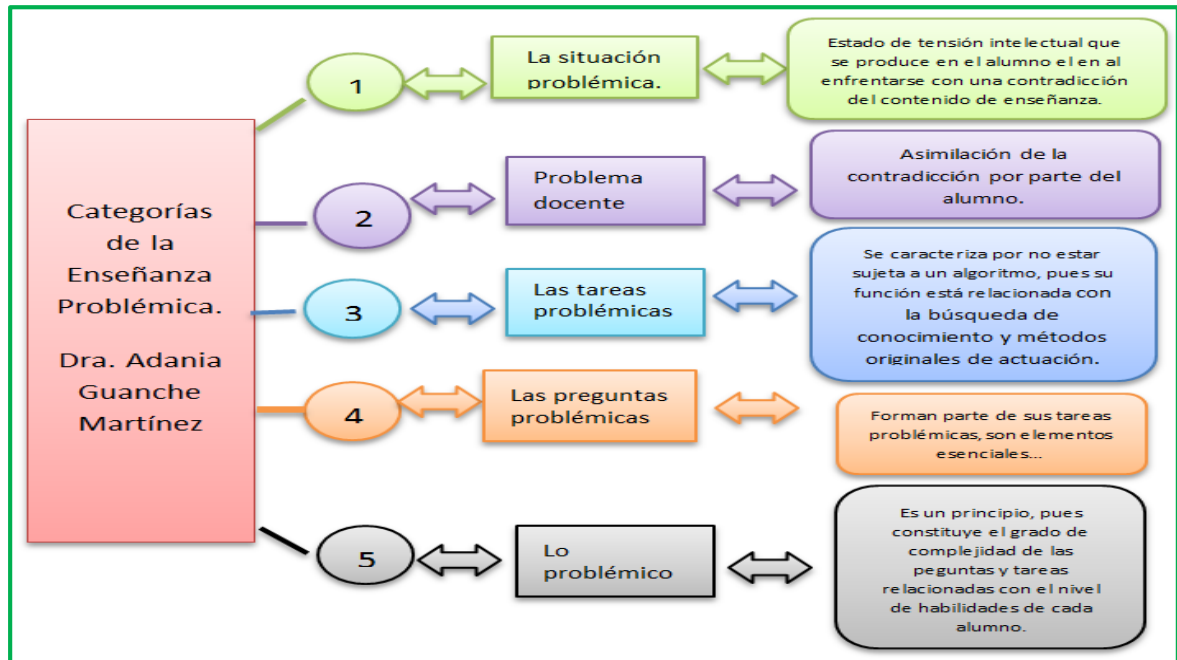 Categorías
de la
Enseñanza
Problémica.
Dra. Adania
Guanche
Martínez
1
La situación
problémica.
Estado de tensión intelectual que
se produce en el alumno el en al
enfrentarse con una contradicción
del contenido de enseñanza.
2
Problema
docente
Asimilación de la
contradicción por parte del
alumno.
3
Las tareas
problémicas
Se caracteriza por no estar
sujeta a un algoritmo, pues su
función está relacionada con
la búsqueda de
conocimiento y métodos
originales de actuación.
4
Las preguntas
problémicas
Forman parte de sus tareas
problémicas, son elementos
esenciales...
5
Lo
problémico
Es un principio, pues
constituye el grado de
complejidad de las
peguntas y tareas
relacionadas con el nivel
de habilidades de cada
alumno.